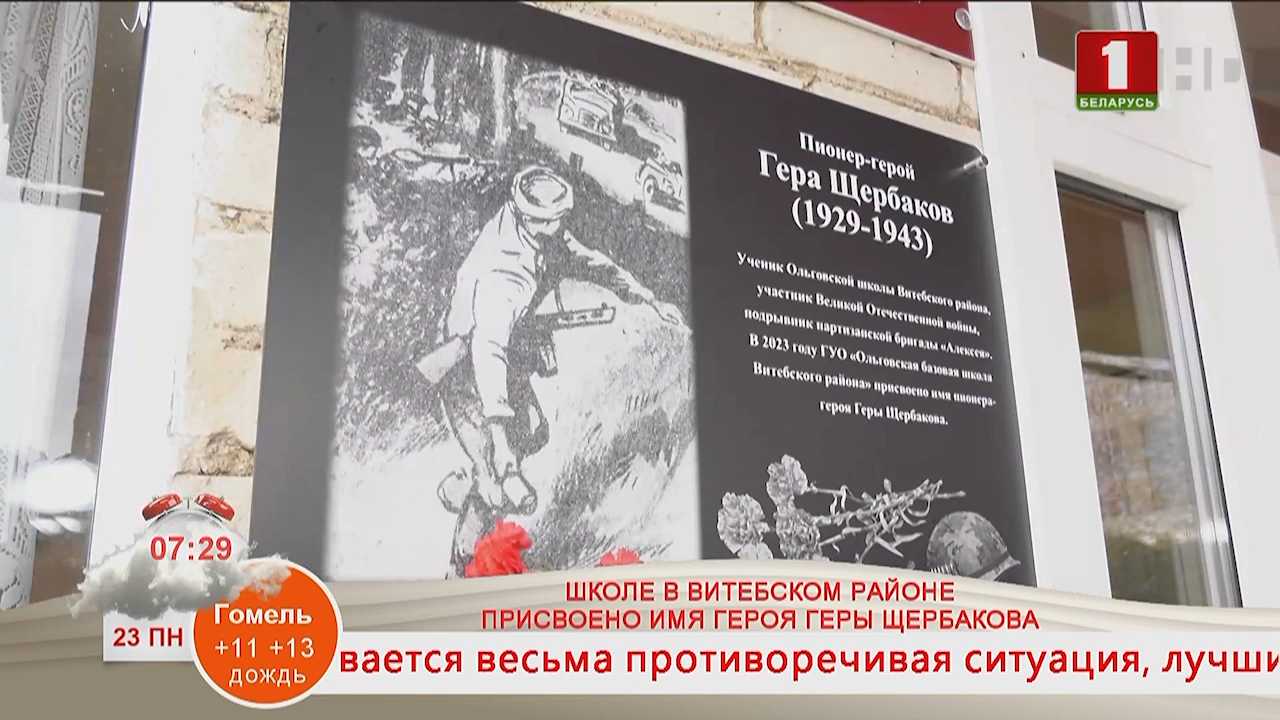 1
БЕЛАРУСЬ
HD
Пионер-герой
Гера Щербаков
(1929-1943)
Ученик Ольговской школы Витебского района,
участник Великой Отечественной войны,
подрывник партизанской бригады «Алексея».
В 2023 году ГУО «Ольговская базовая школа
Витебского района» присвоено имя пионера-
героя Геры Щербакова.
07:29
23 ПН
Гомель
+11 +13
дождь
ШКОЛЕ В ВИТЕБСКОМ РАЙОНЕ
ПРИСВОЕНО ИМЯ ГЕРОЯ ГЕРЫ ЩЕРБАКОВА
вается весьма противоречивая ситуация, лучши